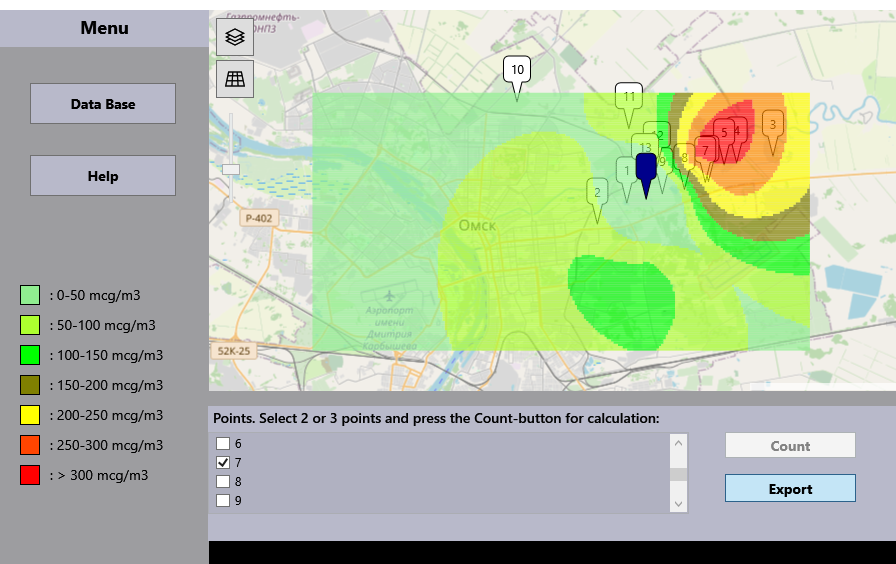 Menu
Data Base
Help
: 0-50 mcg/m3
: 50-100 mcg/m3
: 100-150 mcg/m3
: 150-200 mcg/m3
: 200-250 mcg/m3
: 250-300 mcg/m3
: > 300 mcg/m3
Газпромнефть-
ОНПЗ
10
11
12
13
1
2
9
8
7
5
4
3
Р-402
Омск
Аэропорт
имени
Дмитрия
Карбышева
52К-25
Points. Select 2 or 3 points and press the Count-button for calculation:
6
7
8
9
Count
Export